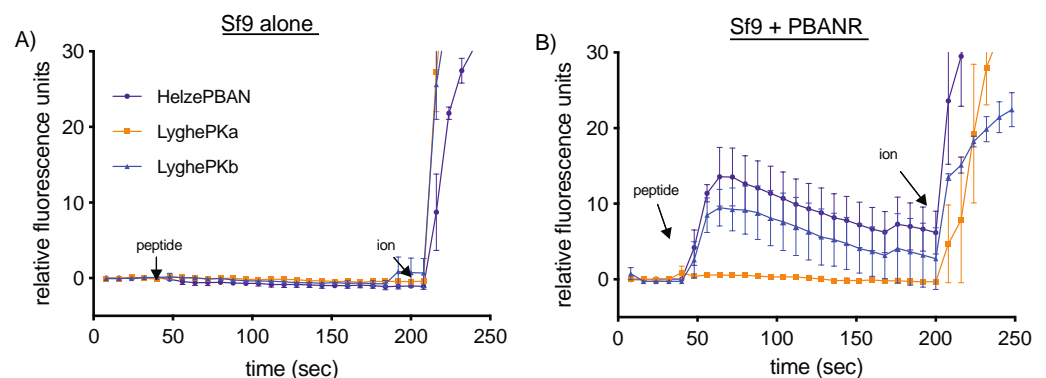 Sf9 alone
A)
30
20
10
0
relative fluorescence units
HelzePBAN
LyghePKa
LyghePKb
peptide
ion
0
50
100
150
200
250
time (sec)
Sf9 + PBANR
B)
30
20
10
0
relative fluorescence units
peptide
ion
0
50
100
150
200
250
time (sec)